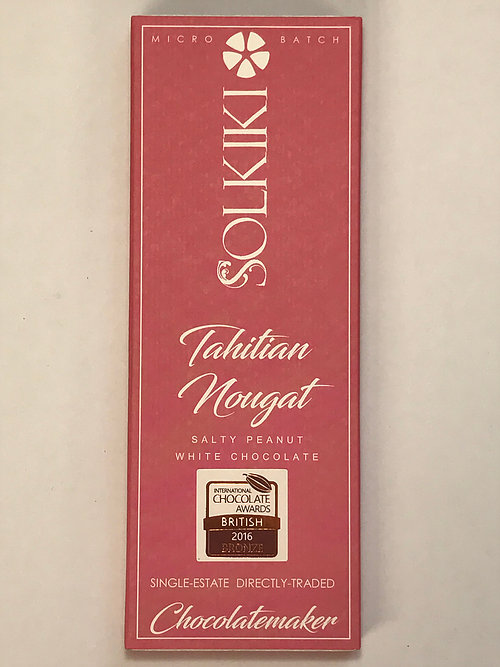 MICRO BATCH
SOLKIKI
Tahitian
Nougat
SALTY PEANUT
WHITE CHOCOLATE
INTERNATIONAL
CHOCOLATE
AWARDS
BRITISH
2016
BRONZE
SINGLE-ESTATE DIRECTLY-TRADED
Chocolatemaker